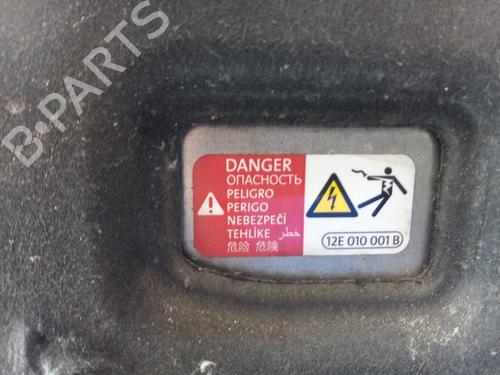 B-PARTS
DANGER
ОПАСНОСТЬ
PELIGRO
PERIGO
NEBEZPEČÍ
TEHLİKE خطر
危险 危険
12E 010 001 B